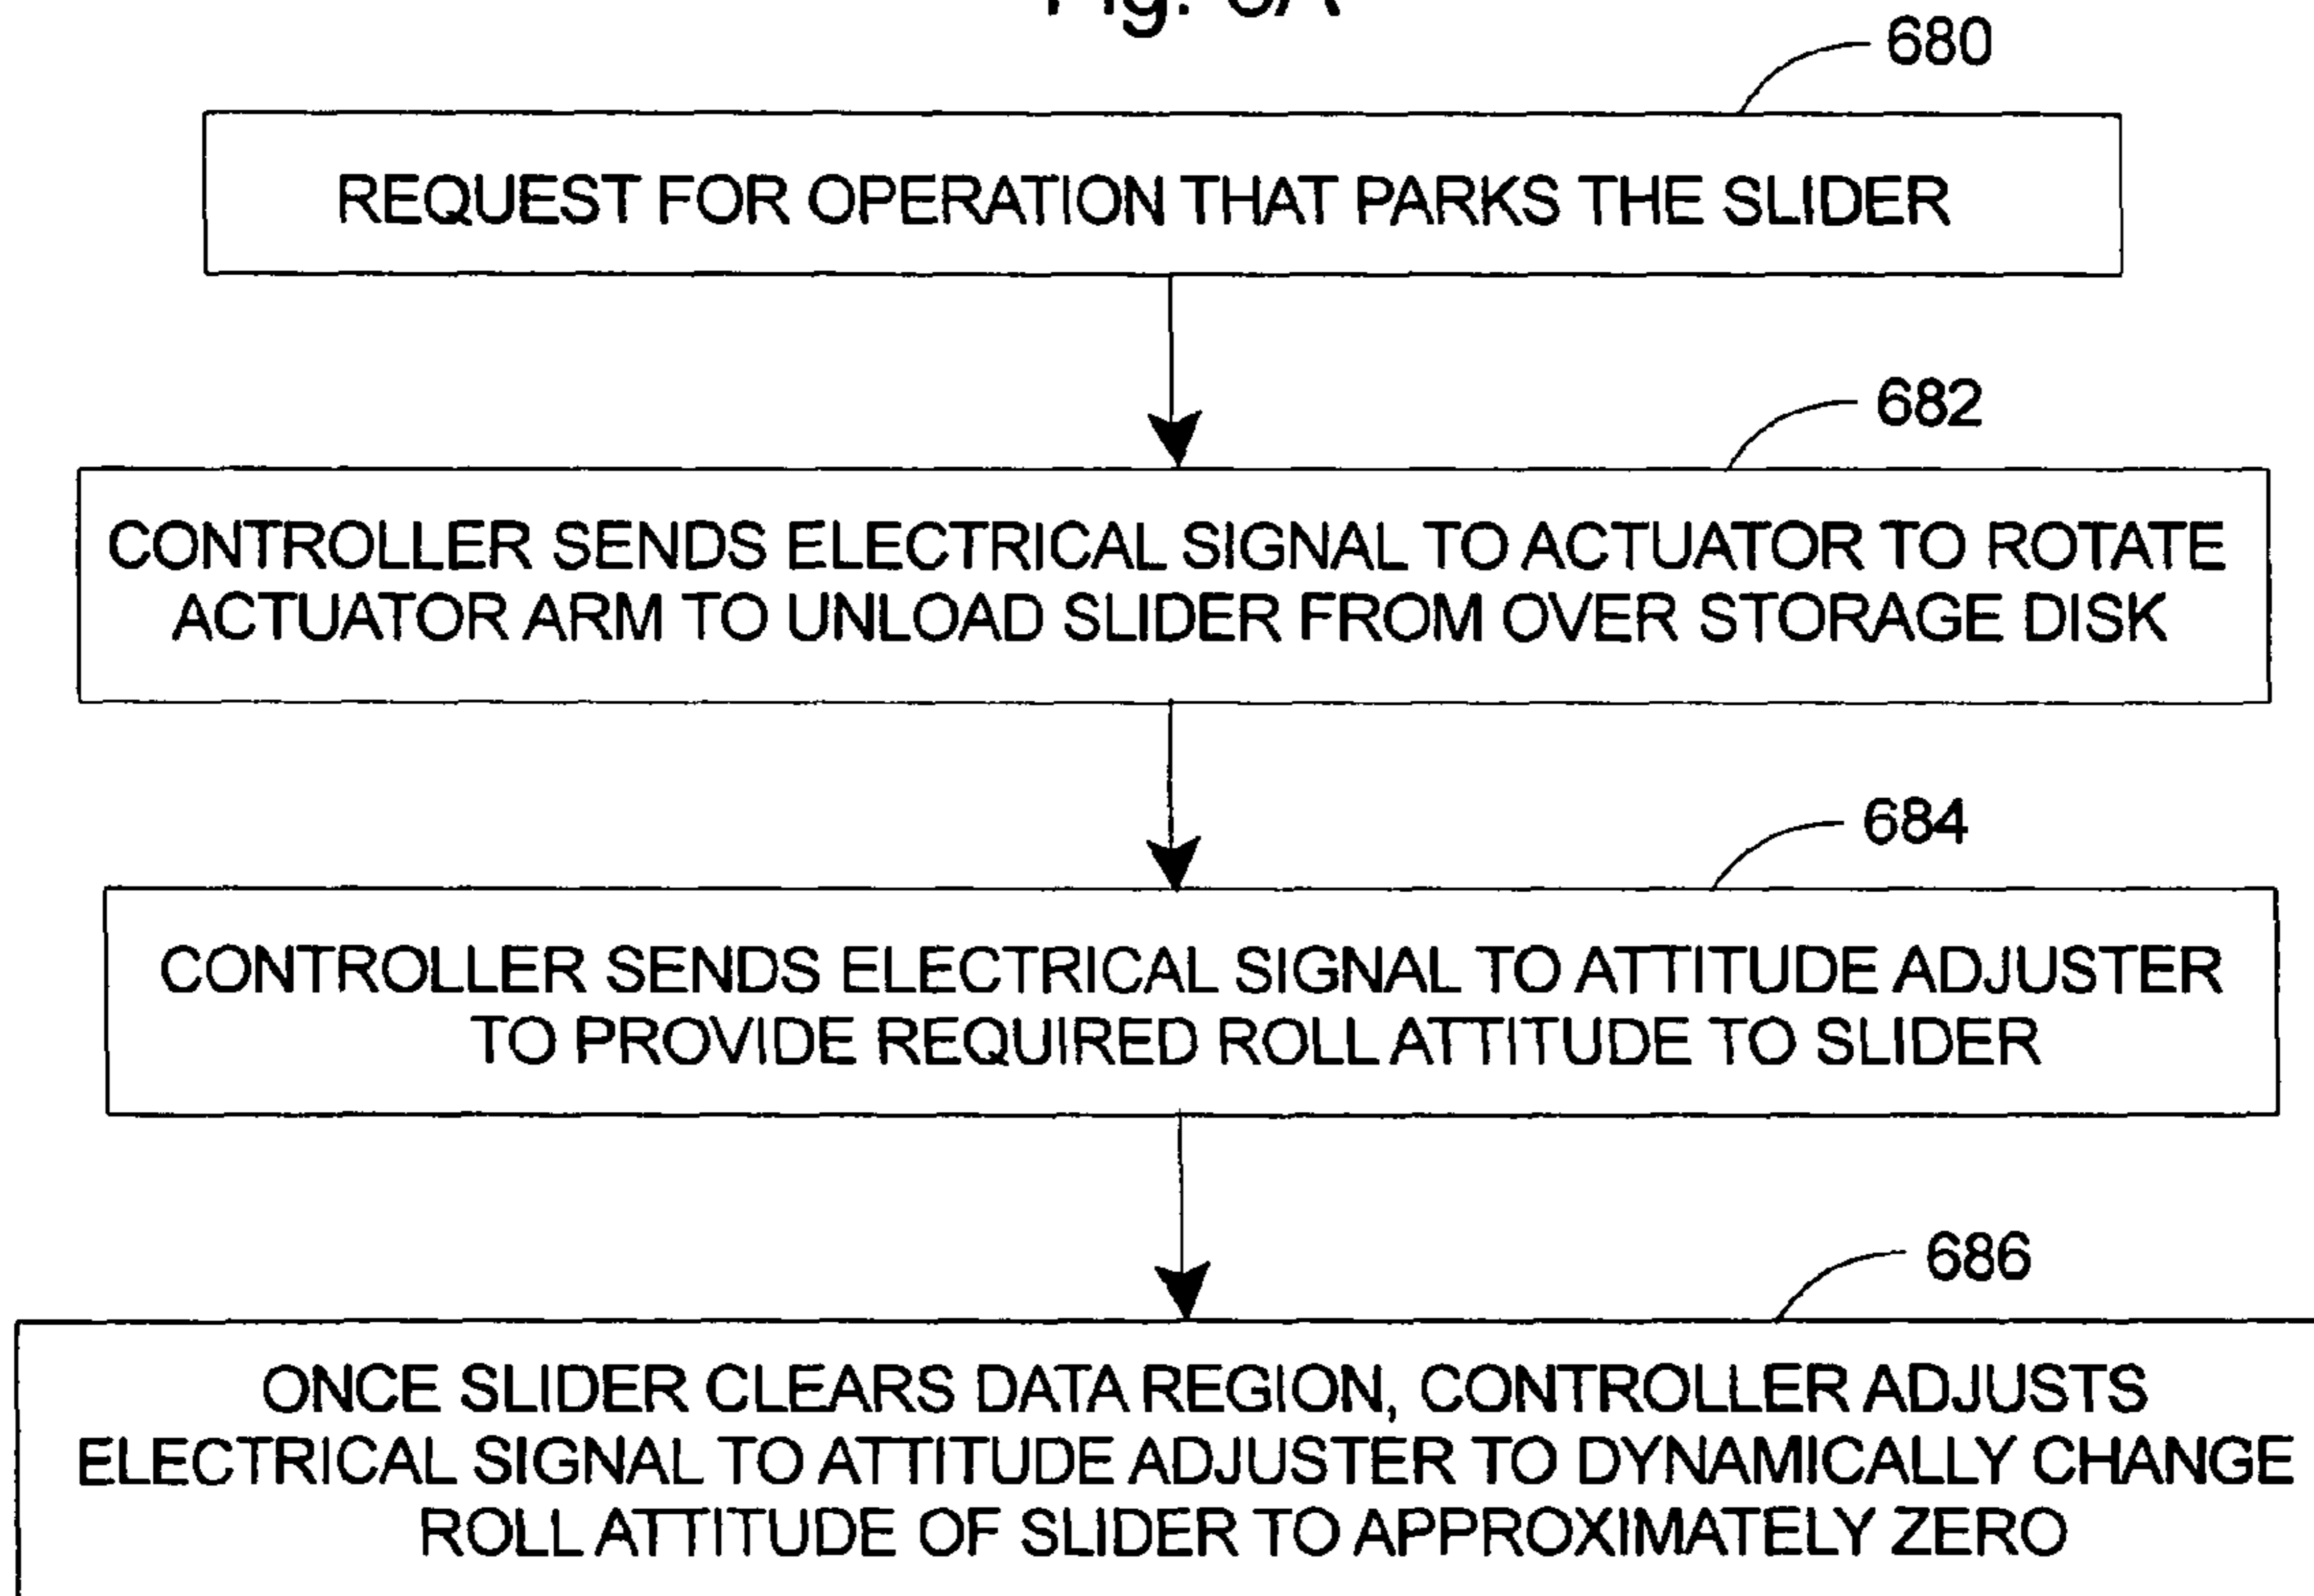 680
REQUEST FOR OPERATION THAT PARKS THE SLIDER
682
CONTROLLER SENDS ELECTRICAL SIGNAL TO ACTUATOR TO ROTATE
ACTUATOR ARM TO UNLOAD SLIDER FROM OVER STORAGE DISK
684
CONTROLLER SENDS ELECTRICAL SIGNAL TO ATTITUDE ADJUSTER
TO PROVIDE REQUIRED ROLL ATTITUDE TO SLIDER
686
ONCE SLIDER CLEARS DATA REGION, CONTROLLER ADJUSTS
ELECTRICAL SIGNAL TO ATTITUDE ADJUSTER TO DYNAMICALLY CHANGE
ROLL ATTITUDE OF SLIDER TO APPROXIMATELY ZERO